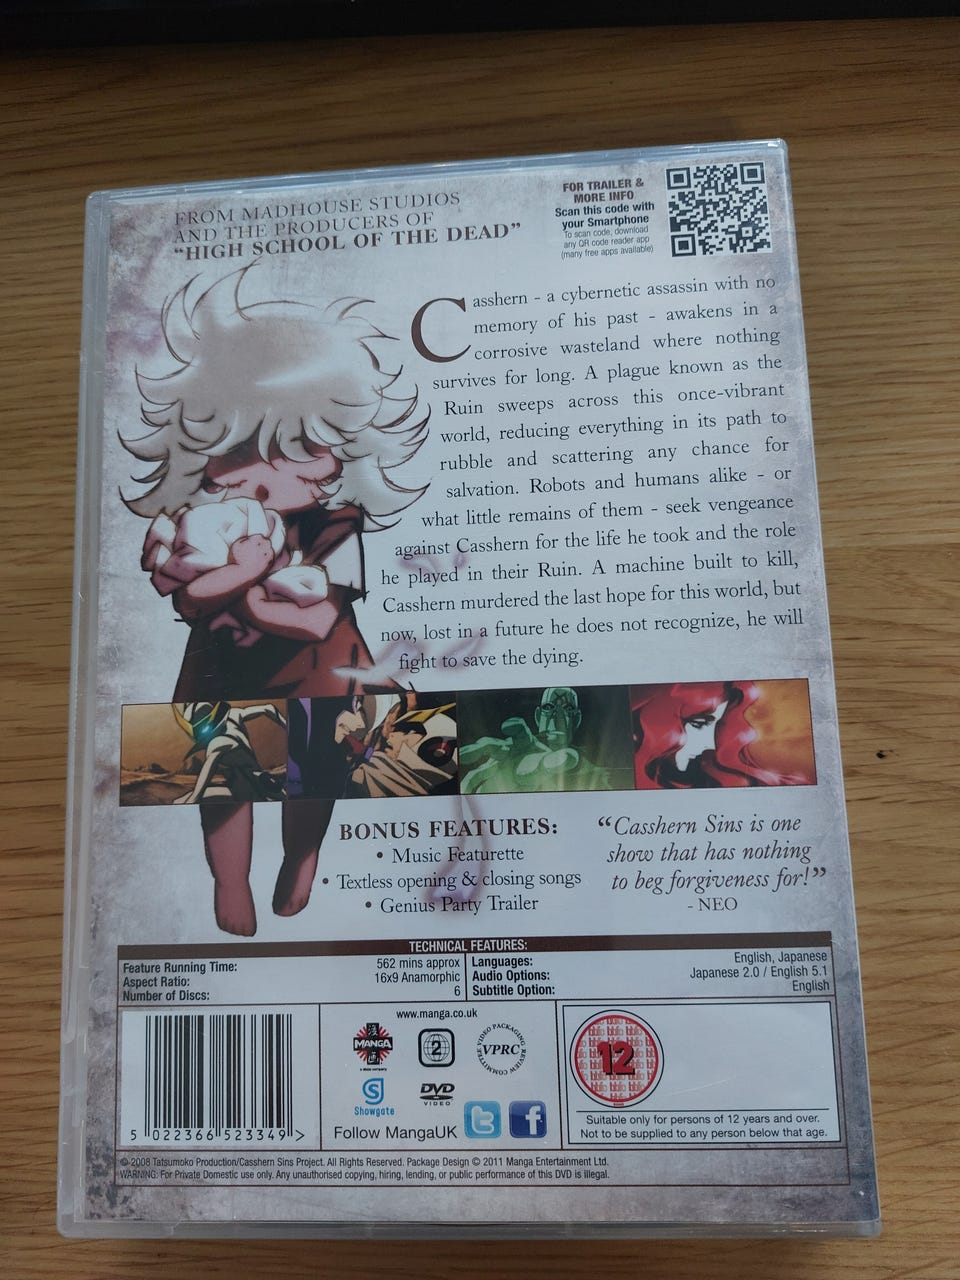 FROM MADHOUSE STUDIOS
AND THE PRODUCERS OF
“HIGH SCHOOL OF THE DEAD”
FOR TRAILER &
MORE INFO
Scan this code with
your Smartphone
To scan code, download
any QR code reader app
(many free apps available)
Casshern - a cybernetic assassin with no
memory of his past - awakens in a
corrosive wasteland where nothing
survives for long. A plague known as the
Ruin sweeps across this once-vibrant
world, reducing everything in its path to
rubble and scattering any chance for
salvation. Robots and humans alike - or
what little remains of them - seek vengeance
against Casshern for the life he took and the role
he played in their Ruin. A machine built to kill,
Casshern murdered the last hope for this world, but
now, lost in a future he does not recognize, he will
fight to save the dying.
BONUS FEATURES:
• Music Featurette
• Textless opening & closing songs
• Genius Party Trailer
“Casshern Sins is one
show that has nothing
to beg forgiveness for!”
- NEO
TECHNICAL FEATURES:
Feature Running Time: 562 mins approx
Aspect Ratio: 16x9 Anamorphic
Number of Discs: 6
Languages: English, Japanese
Audio Options: Japanese 2.0 / English 5.1
Subtitle Option: English
www.manga.co.uk
MANGA
2
VIDEO PACKAGING REVIEW COMMITTEE
VPRC
Showgate
DVD
VIDEO
Follow MangaUK
t
f
12
Suitable only for persons of 12 years and over.
Not to be supplied to any person below that age.
5 022366 523349 >
© 2008 Tatsunoko Production/Casshern Sins Project. All Rights Reserved. Package Design © 2011 Manga Entertainment Ltd.
WARNING: For Private Domestic use only. Any unauthorised copying, hiring, lending, or public performance of this DVD is illegal.